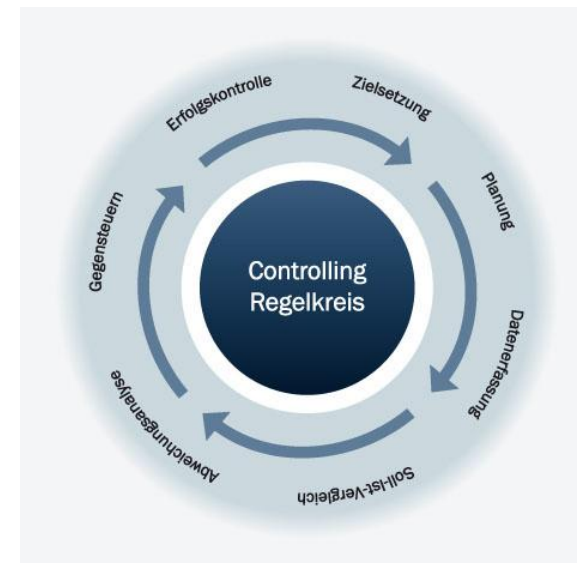 Zielsetzung
Planung
Datenerfassung
Soll-Ist-Vergleich
Abweichungsanalyse
Gegensteuern
Erfolgskontrolle
Controlling
Regelkreis